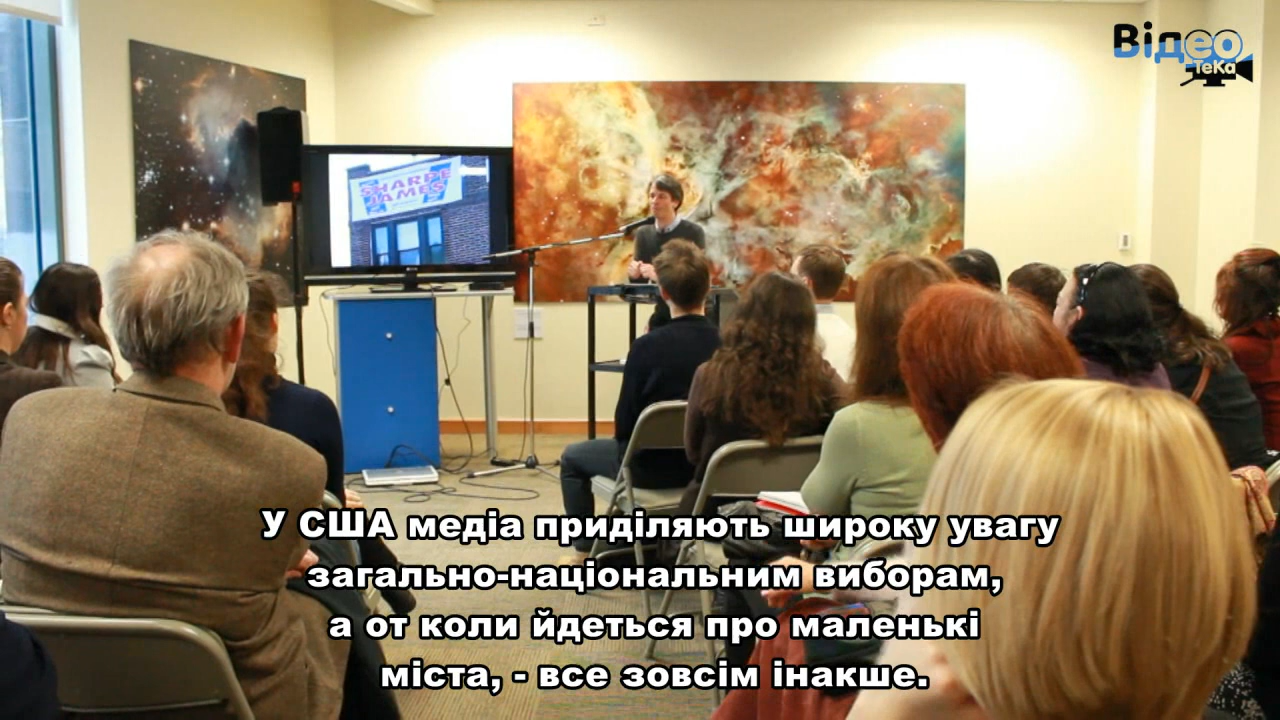 Відео
ТеКа
SHARPE
JAMES
У США медіа приділяють широку увагу
загально-національним виборам,
а от коли йдеться про маленькі
міста, - все зовсім інакше.